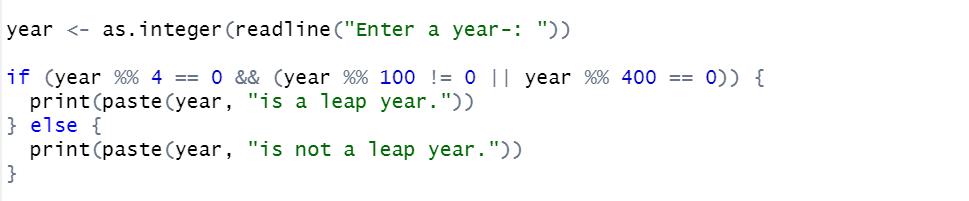 year <- as.integer(readline("Enter a year-: "))
if (year %% 4 == 0 && (year %% 100 != 0 || year %% 400 == 0)) {
  print(paste(year, "is a leap year."))
} else {
  print(paste(year, "is not a leap year."))
}